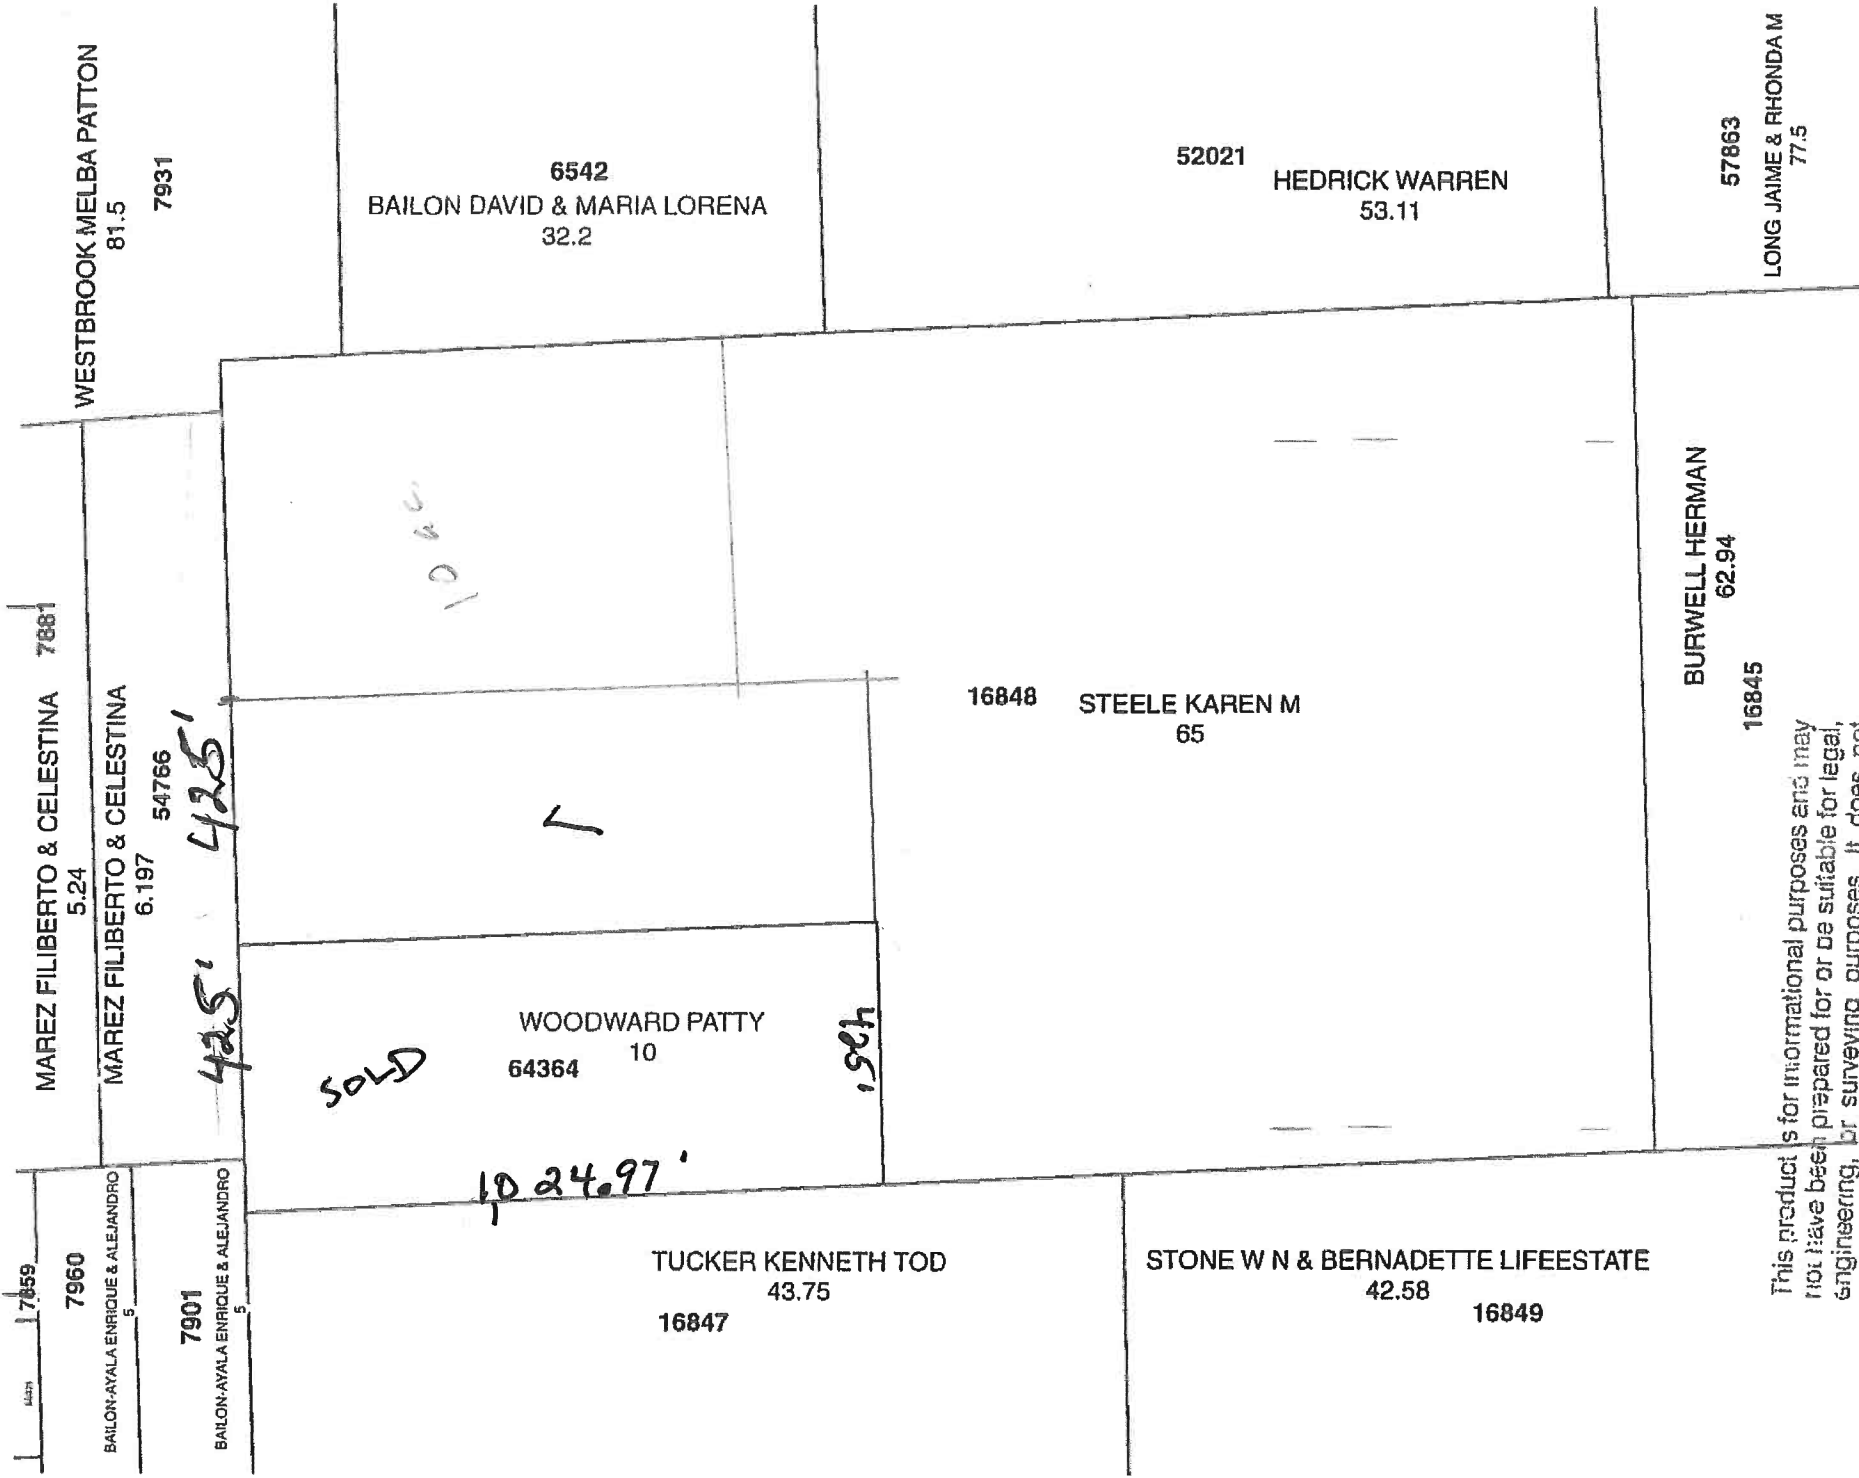 WESTBROOK MELBA PATTON
81.5
7931
6542
BAILON DAVID & MARIA LORENA
32.2
52021
HEDRICK WARREN
53.11
57863
LONG JAIME & RHONDA M
77.5
MAREZ FILIBERTO & CELESTINA 7881
5.24
MAREZ FILIBERTO & CELESTINA
6.197
54766
425'
425'
10 ac.
16848 STEELE KAREN M
65
BURWELL HERMAN
62.94
16845
SOLD
WOODWARD PATTY
10
64364
425'
1,024.97'
7859
7960
BAILON-AYALA ENRIQUE & ALEJANDRO
5
7901
BAILON-AYALA ENRIQUE & ALEJANDRO
5
TUCKER KENNETH TOD
43.75
16847
STONE W N & BERNADETTE LIFEESTATE
42.58
16849
This product is for informational purposes and may
not have been prepared for or be suitable for legal,
engineering, or surveying purposes. It does not